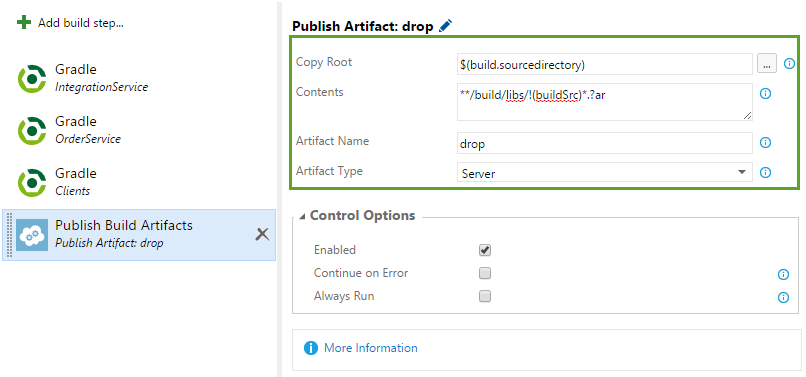 Add build step...
Gradle
IntegrationService
Gradle
OrderService
Gradle
Clients
Publish Build Artifacts
Publish Artifact: drop
Publish Artifact: drop
Copy Root
$(build.sourcedirectory)
...
Contents
**/build/libs/!(buildSrc)*.?ar
Artifact Name
drop
Artifact Type
Server
Control Options
Enabled
Continue on Error
Always Run
More Information